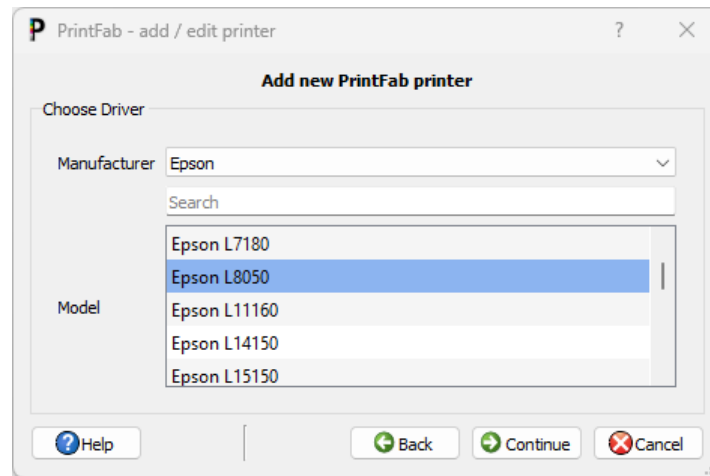 PrintFab - add / edit printer ?
Add new PrintFab printer
Choose Driver
Manufacturer Epson
Search
Model
Epson L7180
Epson L8050
Epson L11160
Epson L14150
Epson L15150
Help Back Continue Cancel